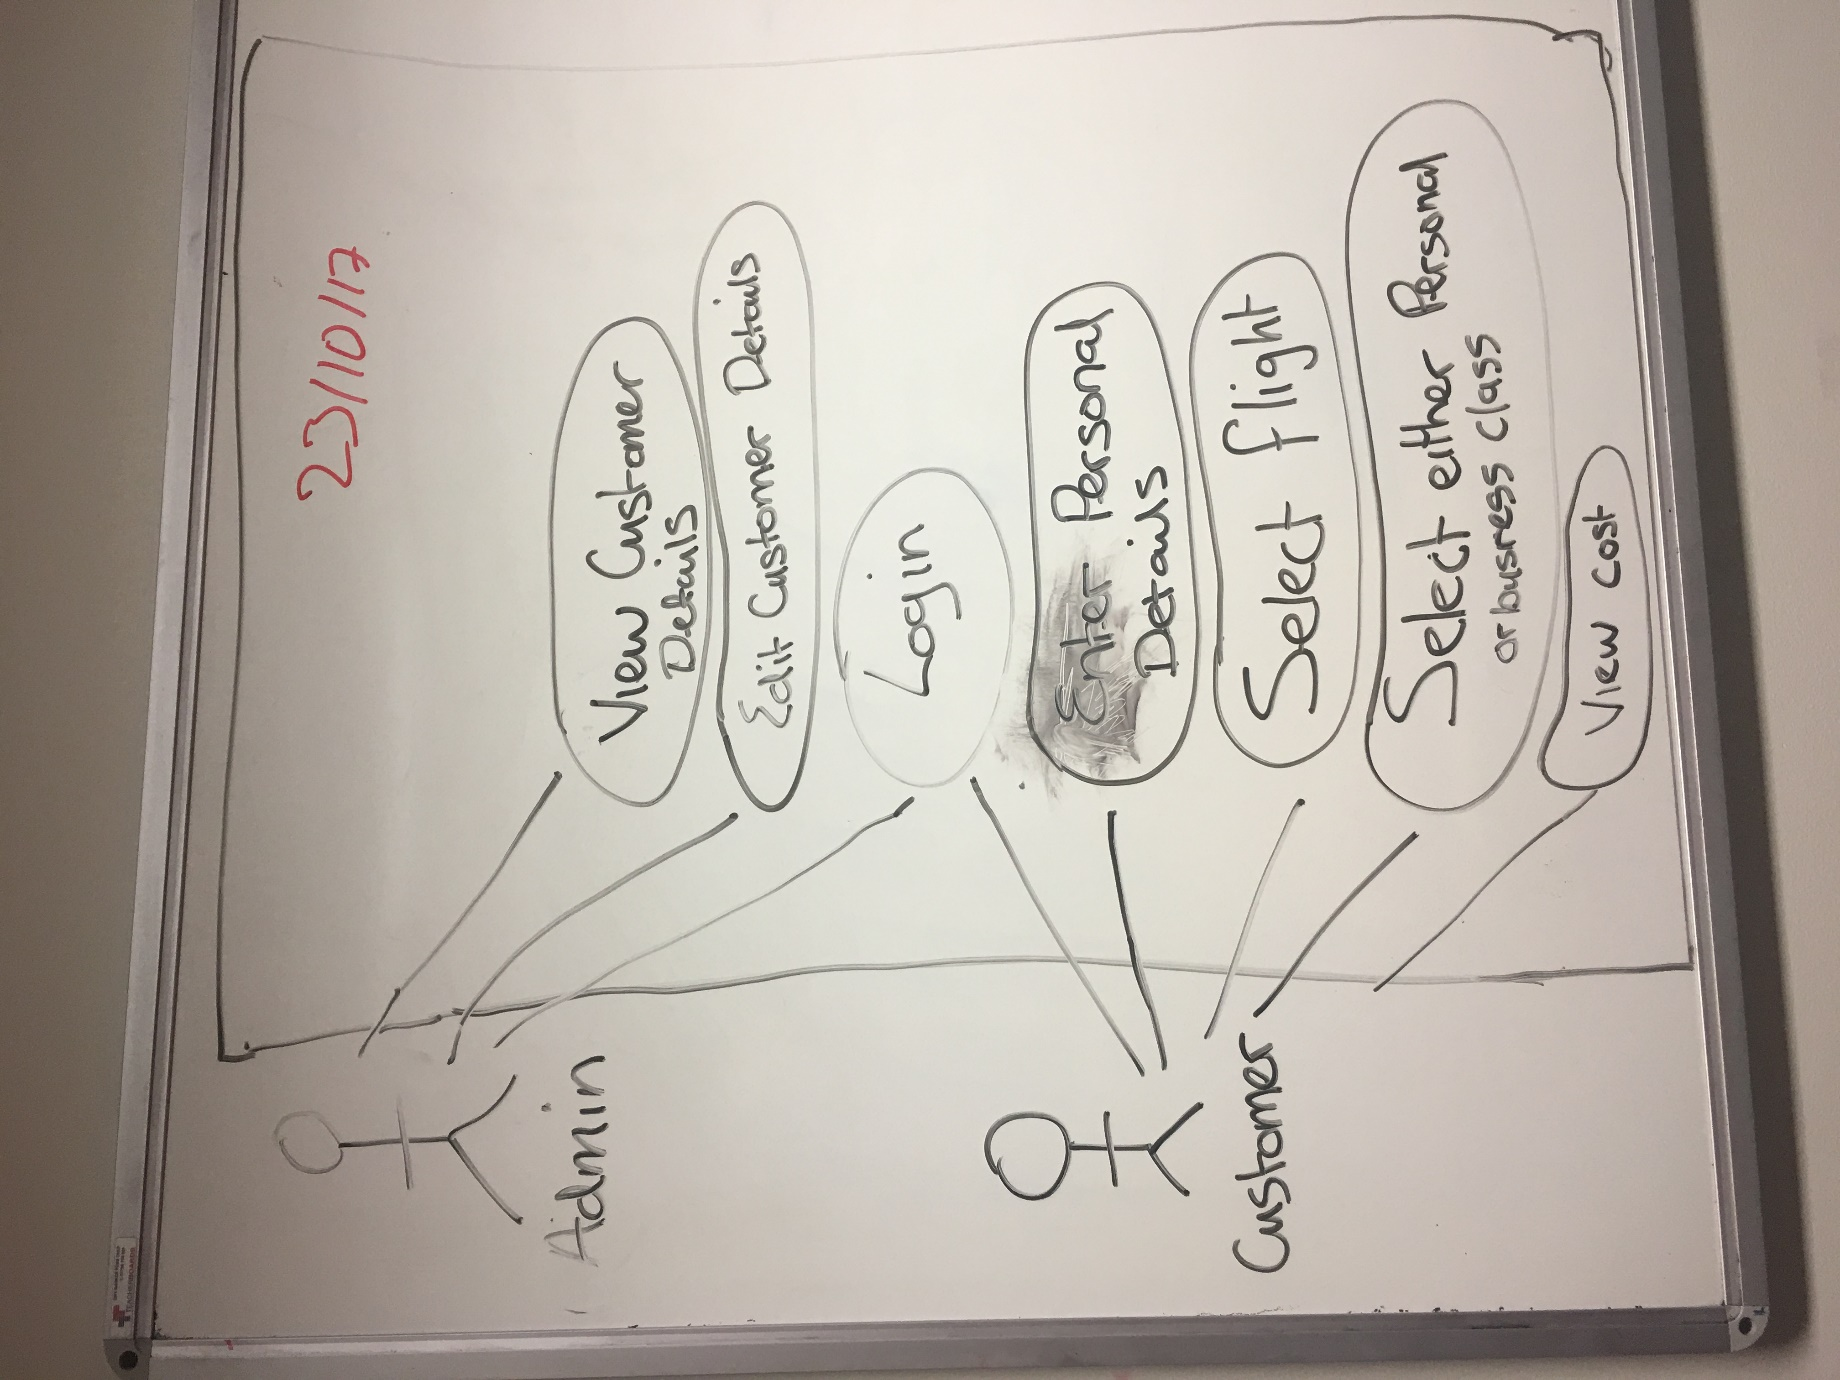 23/10/17
View Customer
Details
Edit Customer Details
Login
Enter Personal
Details
Select flight
Select either Personal
or business class
View cost
Admin
Customer